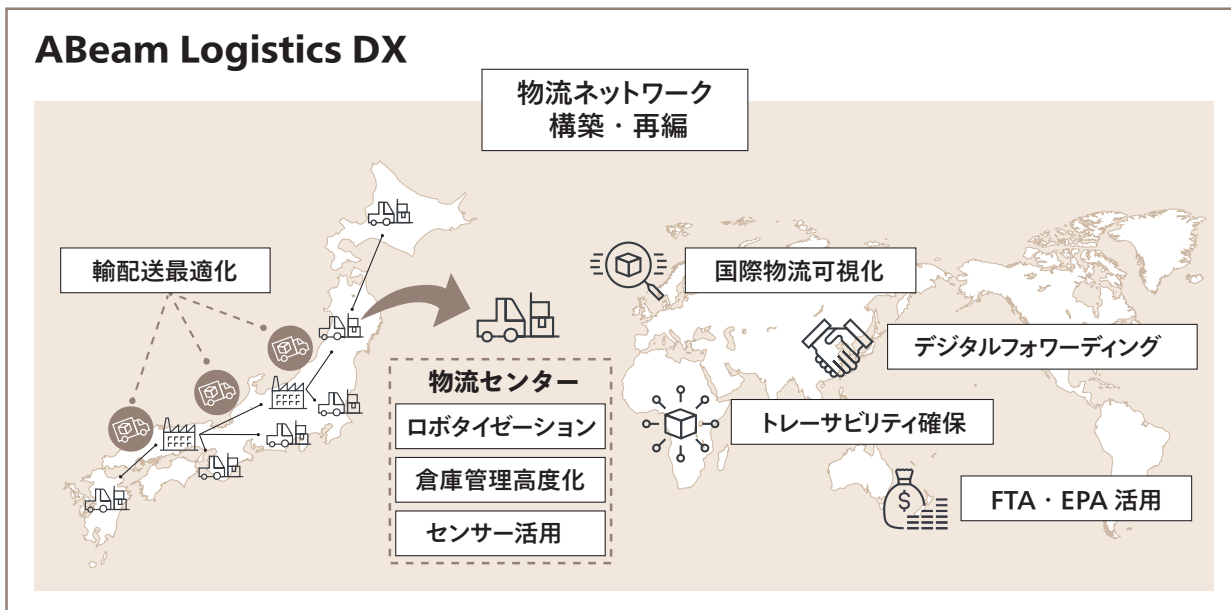 ABeam Logistics DX
物流ネットワーク
構築・再編
輸配送最適化
物流センター
ロボタイゼーション
倉庫管理高度化
センサー活用
国際物流可視化
デジタルフォワーディング
トレーサビリティ確保
$
FTA・EPA 活用